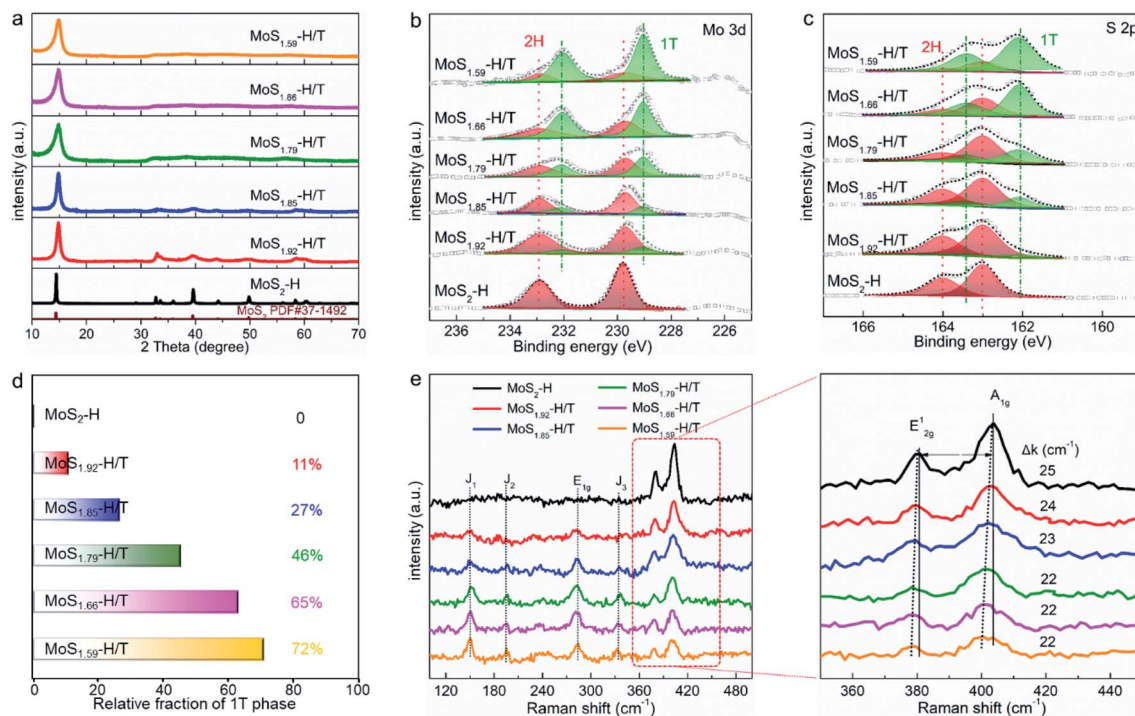 a
MoS1.59-H/T
MoS1.66-H/T
MoS1.79-H/T
MoS1.85-H/T
MoS1.92-H/T
MoS2-H
MoS2 PDF#37-1492
intensity (a.u.)
10 20 30 40 50 60 70
2 Theta (degree)
b
Mo 3d
2H
1T
MoS1.59-H/T
MoS1.66-H/T
MoS1.79-H/T
MoS1.85-H/T
MoS1.92-H/T
MoS2-H
intensity (a.u.)
236 234 232 230 228 226 224
Binding energy (eV)
c
S 2p
2H
1T
MoS1.59-H/T
MoS1.66-H/T
MoS1.79-H/T
MoS1.85-H/T
MoS1.92-H/T
MoS2-H
intensity (a.u.)
166 164 162 160
Binding energy (eV)
d
MoS2-H 0
MoS1.92-H/T 11%
MoS1.85-H/T 27%
MoS1.79-H/T 46%
MoS1.66-H/T 65%
MoS1.59-H/T 72%
0 20 40 60 80 100
Relative fraction of 1T phase
e
MoS2-H MoS1.79-H/T
MoS1.92-H/T MoS1.66-H/T
MoS1.85-H/T MoS1.59-H/T
J1 J2 E1g J3
intensity (a.u.)
120 180 240 300 360 420 480
Raman shift (cm-1)
A1g
E12g
Δk (cm-1)
25
24
23
22
22
22
360 380 400 420 440
Raman shift (cm-1)